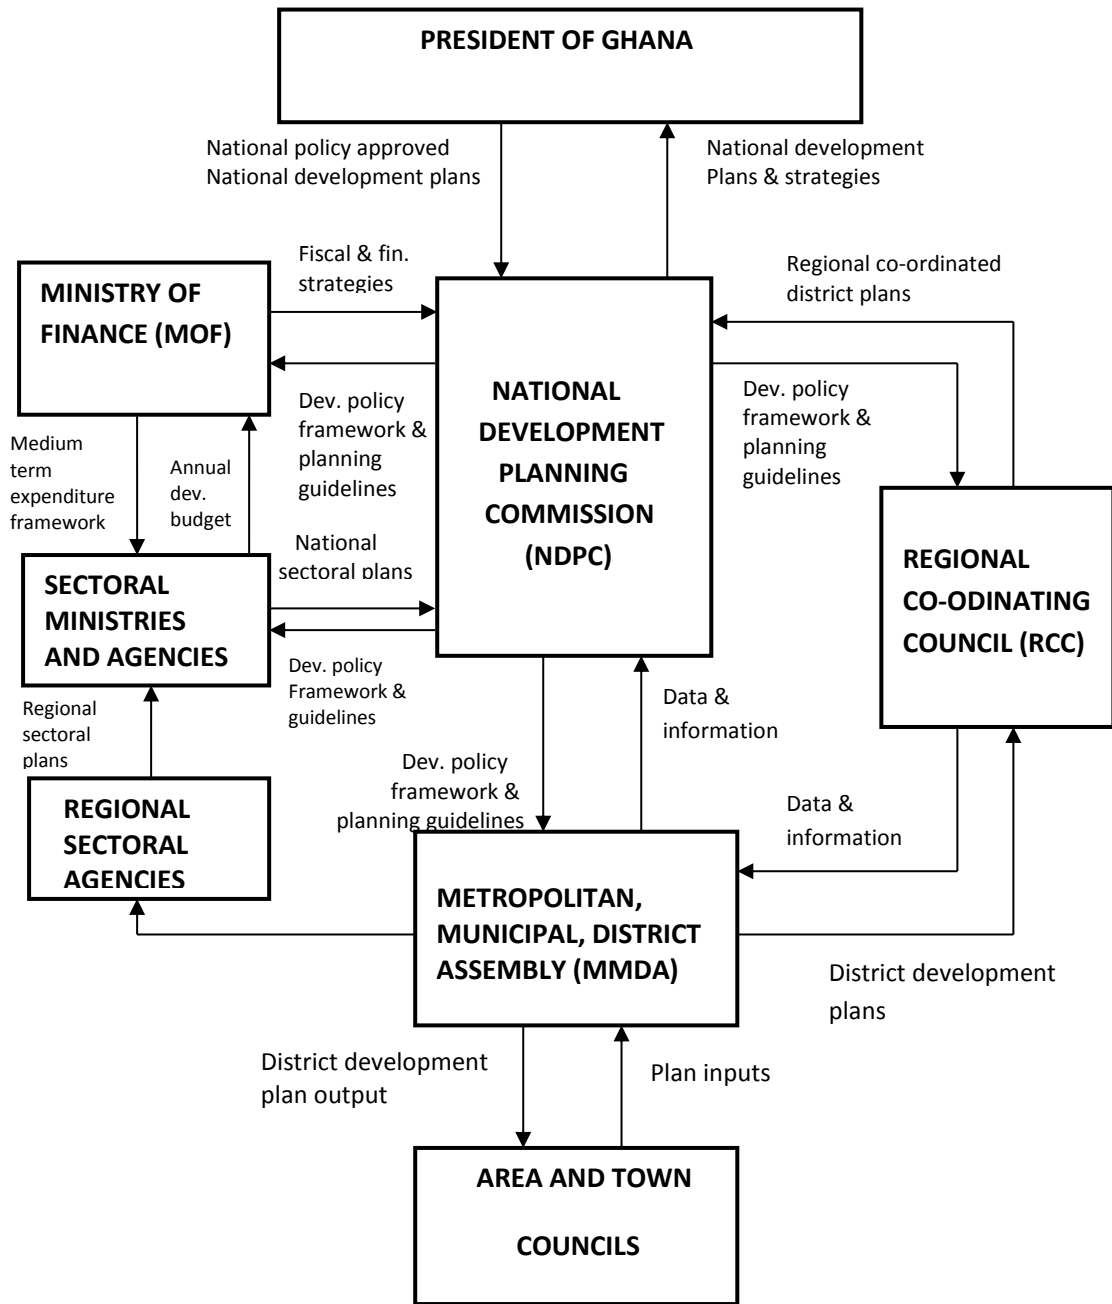 PRESIDENT OF GHANA
National policy approved
National development plans
National development
Plans & strategies
Fiscal & fin.
strategies
Regional co-ordinated
district plans
MINISTRY OF
FINANCE (MOF)
NATIONAL
DEVELOPMENT
PLANNING
COMMISSION
(NDPC)
Dev. policy
framework &
planning
guidelines
Dev. policy
framework &
planning
guidelines
Medium
term
expenditure
framework
Annual
dev.
budget
National
sectoral plans
SECTORAL
MINISTRIES
AND AGENCIES
REGIONAL
CO-ODINATING
COUNCIL (RCC)
Dev. policy
Framework &
guidelines
Data &
information
Regional
sectoral
plans
Dev. policy
framework &
planning guidelines
REGIONAL
SECTORAL
AGENCIES
Data &
information
METROPOLITAN,
MUNICIPAL, DISTRICT
ASSEMBLY (MMDA)
District development
plans
District development
plan output
Plan inputs
AREA AND TOWN
COUNCILS